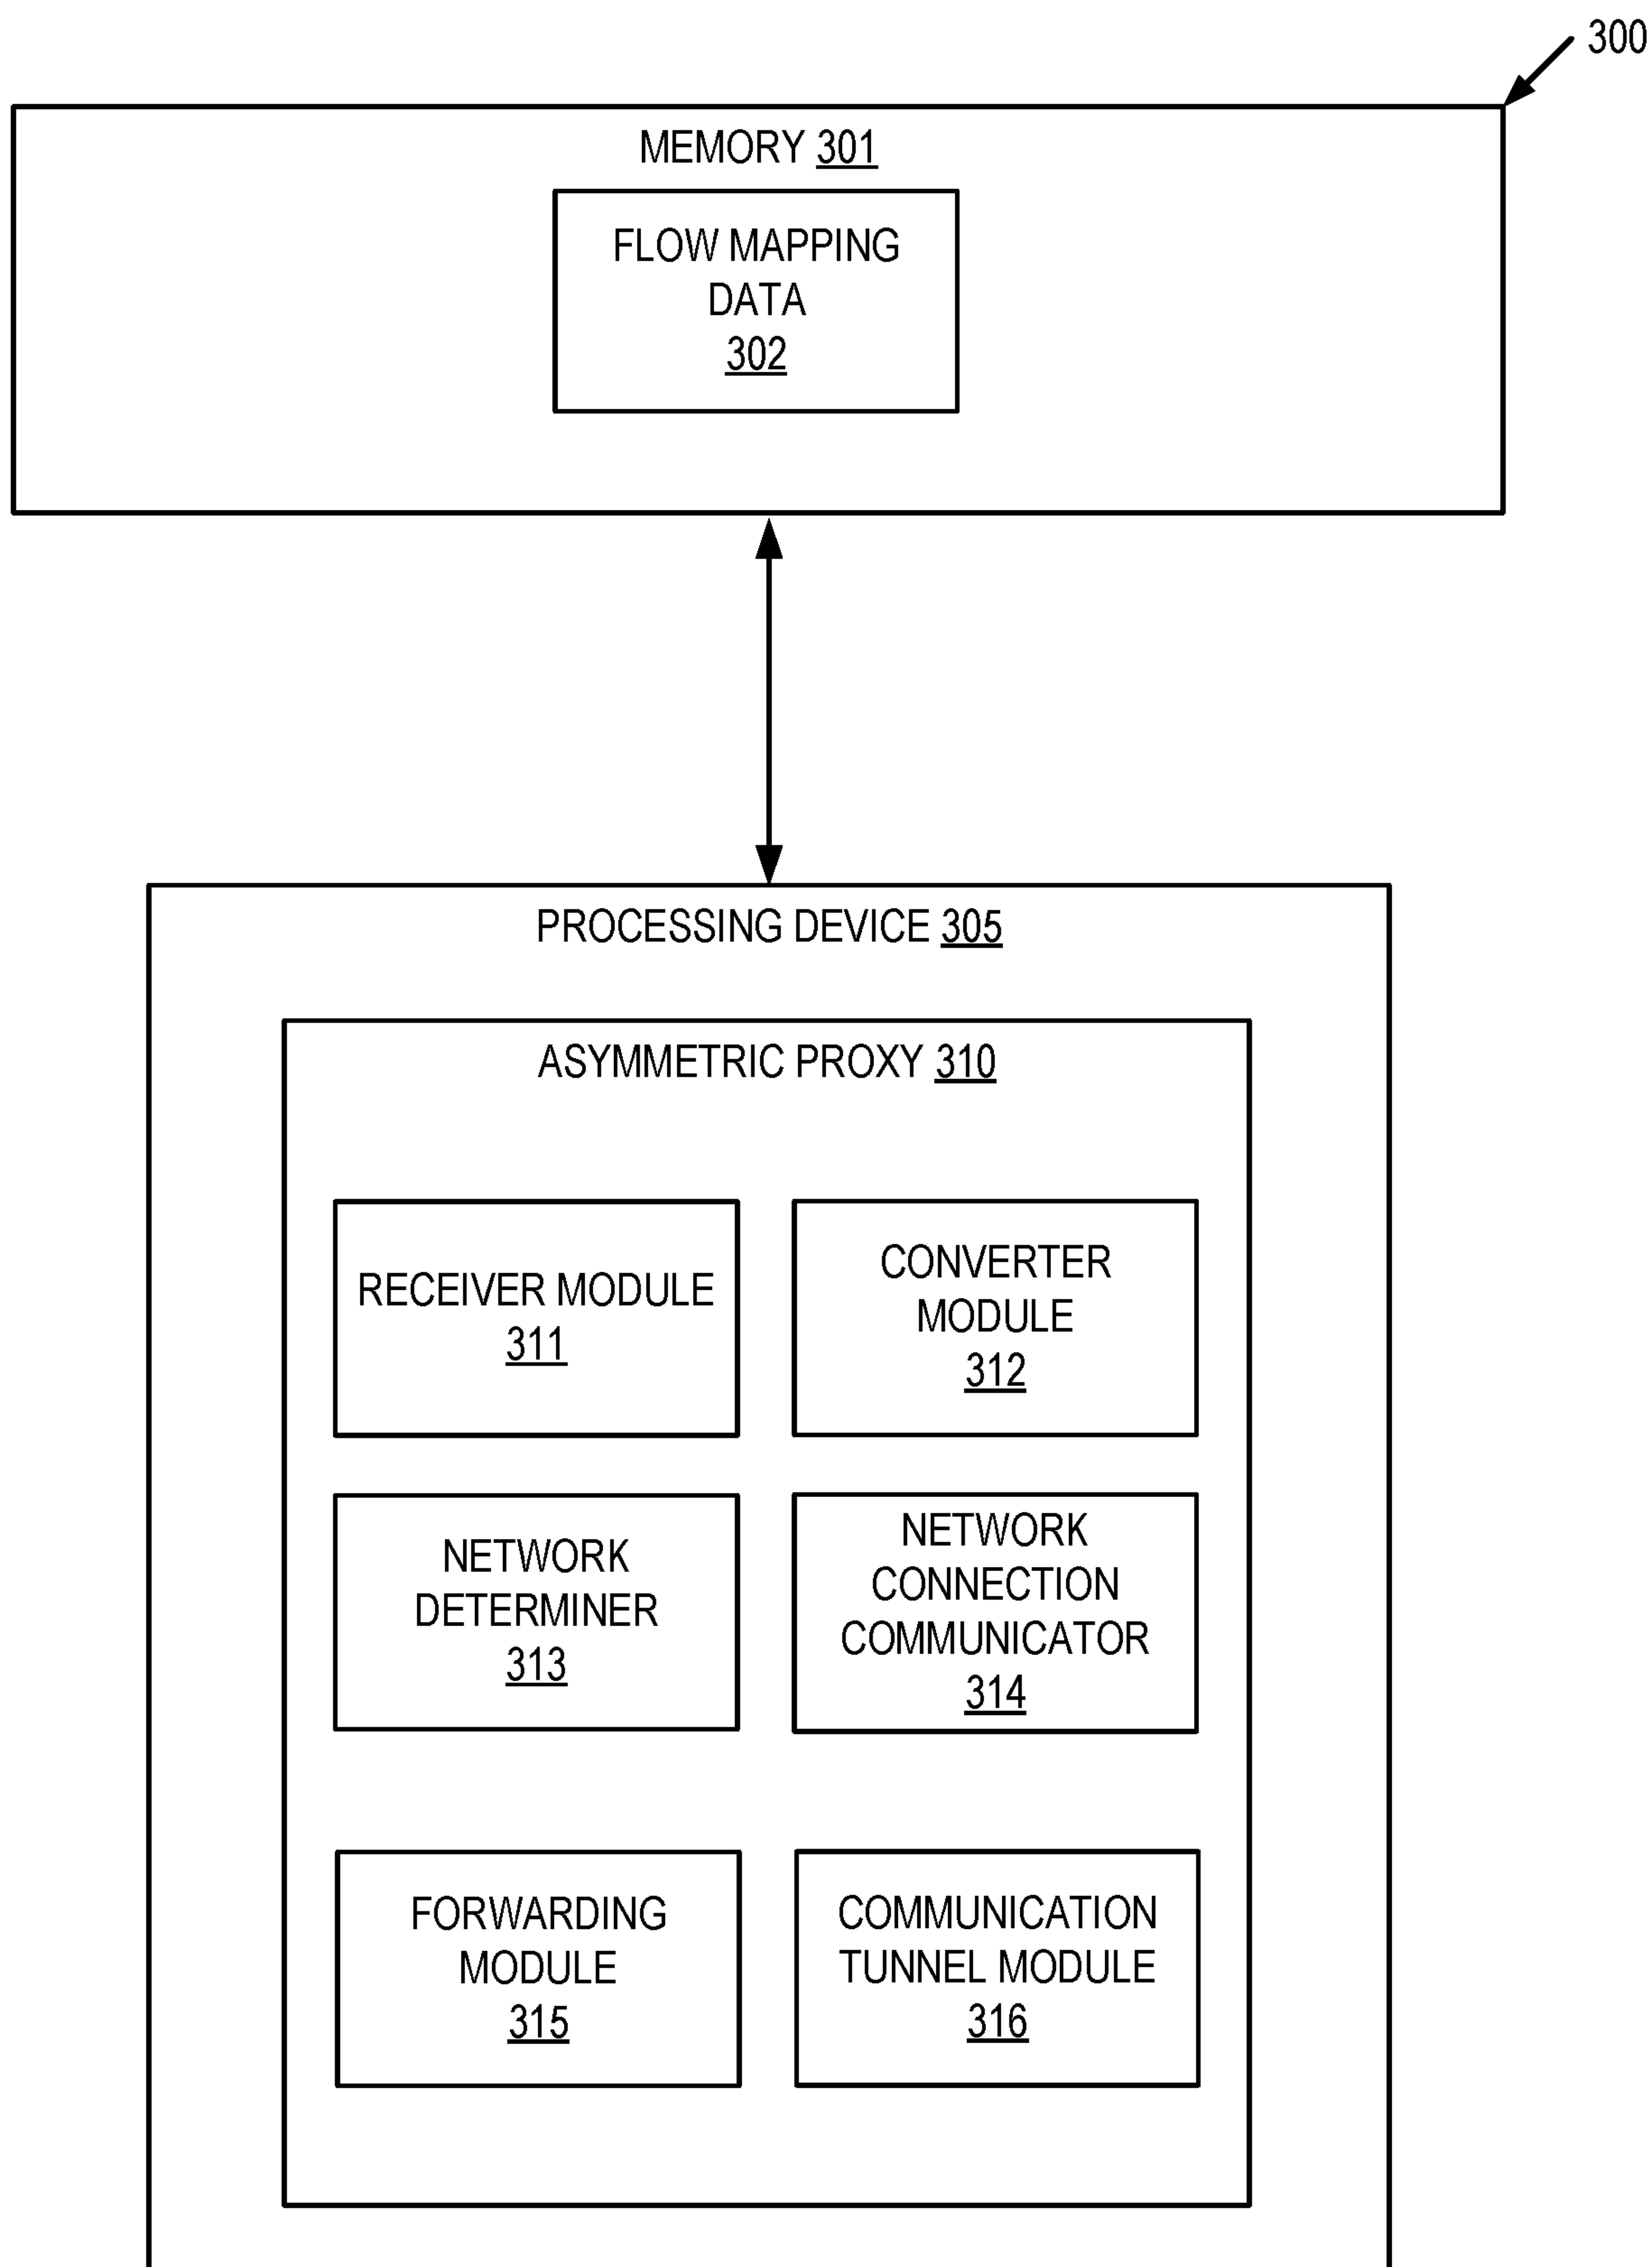 300
MEMORY 301
FLOW MAPPING
DATA
302
PROCESSING DEVICE 305
ASYMMETRIC PROXY 310
RECEIVER MODULE
311
CONVERTER
MODULE
312
NETWORK
DETERMINER
313
NETWORK
CONNECTION
COMMUNICATOR
314
FORWARDING
MODULE
315
COMMUNICATION
TUNNEL MODULE
316